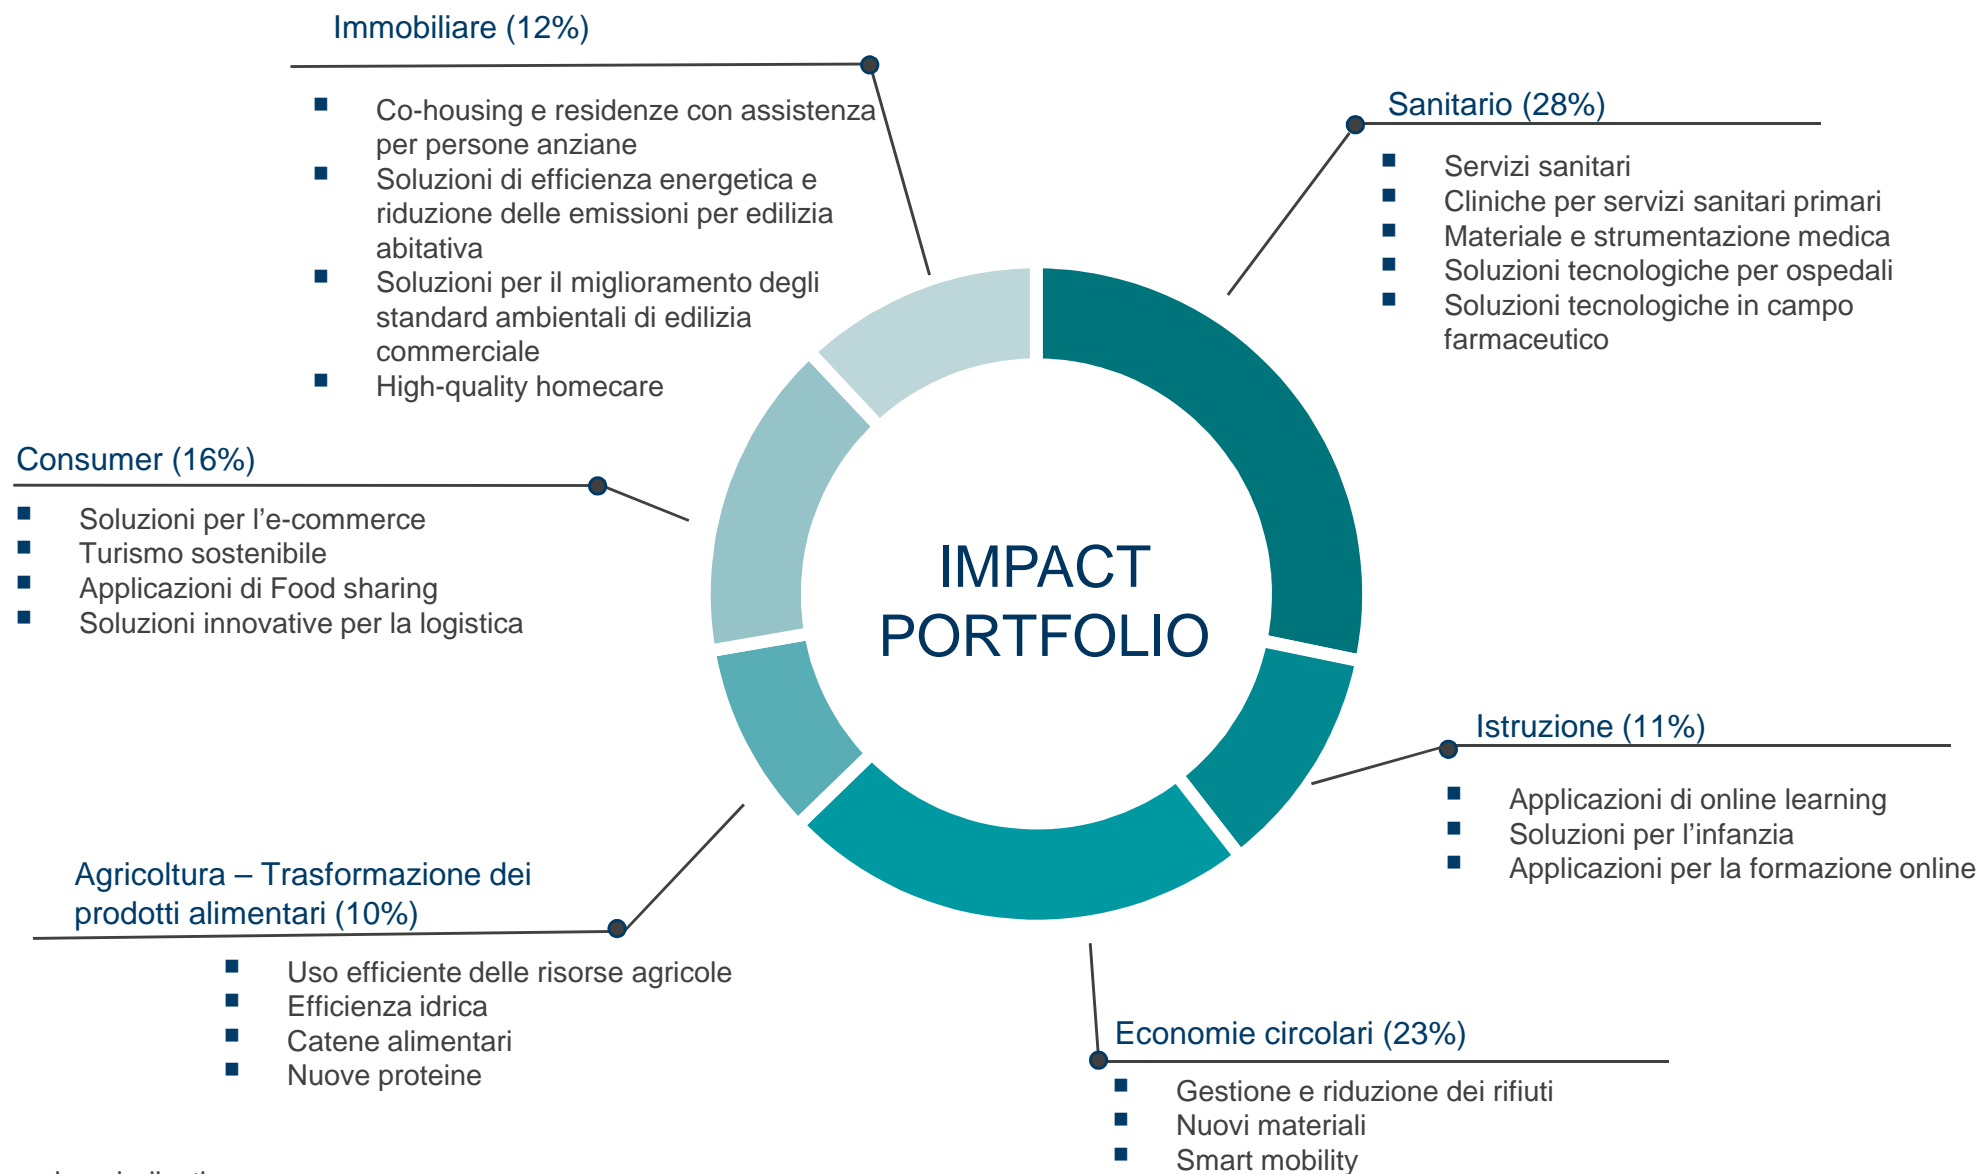 Immobiliare (12%)
Co-housing e residenze con assistenza
per persone anziane
Soluzioni di efficienza energetica e
riduzione delle emissioni per edilizia
abitativa
Soluzioni per il miglioramento degli
standard ambientali di edilizia
commerciale
High-quality homecare
Sanitario (28%)
Servizi sanitari
Cliniche per servizi sanitari primari
Materiale e strumentazione medica
Soluzioni tecnologiche per ospedali
Soluzioni tecnologiche in campo
farmaceutico
Consumer (16%)
Soluzioni per l’e-commerce
Turismo sostenibile
Applicazioni di Food sharing
Soluzioni innovative per la logistica
IMPACT
PORTFOLIO
Istruzione (11%)
Applicazioni di online learning
Soluzioni per l’infanzia
Applicazioni per la formazione online
Agricoltura – Trasformazione dei
prodotti alimentari (10%)
Uso efficiente delle risorse agricole
Efficienza idrica
Catene alimentari
Nuove proteine
Economie circolari (23%)
Gestione e riduzione dei rifiuti
Nuovi materiali
Smart mobility